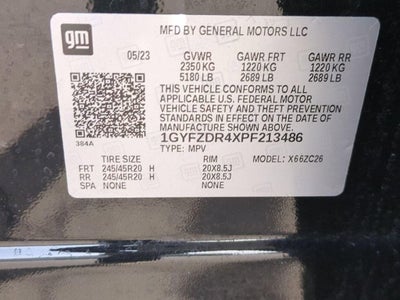 gm
MFD BY GENERAL MOTORS LLC
05/23 GVWR GAWR FRT GAWR RR
2350 KG 1220 KG 1220 KG
5180 LB 2689 LB 2689 LB
THIS VEHICLE CONFORMS TO ALL
APPLICABLE U.S. FEDERAL MOTOR
VEHICLE SAFETY AND THEFT PREVENTION
STANDARDS IN EFFECT ON THE DATE OF
MANUFACTURE SHOWN ABOVE.
384A
1GYFZDR4XPF213486
TYPE: MPV
TIRE SIZE RIM MODEL: X66ZC26
FRT 245/45R20 H 20X8.5J
RR 245/45R20 H 20X8.5J
SPA NONE NONE